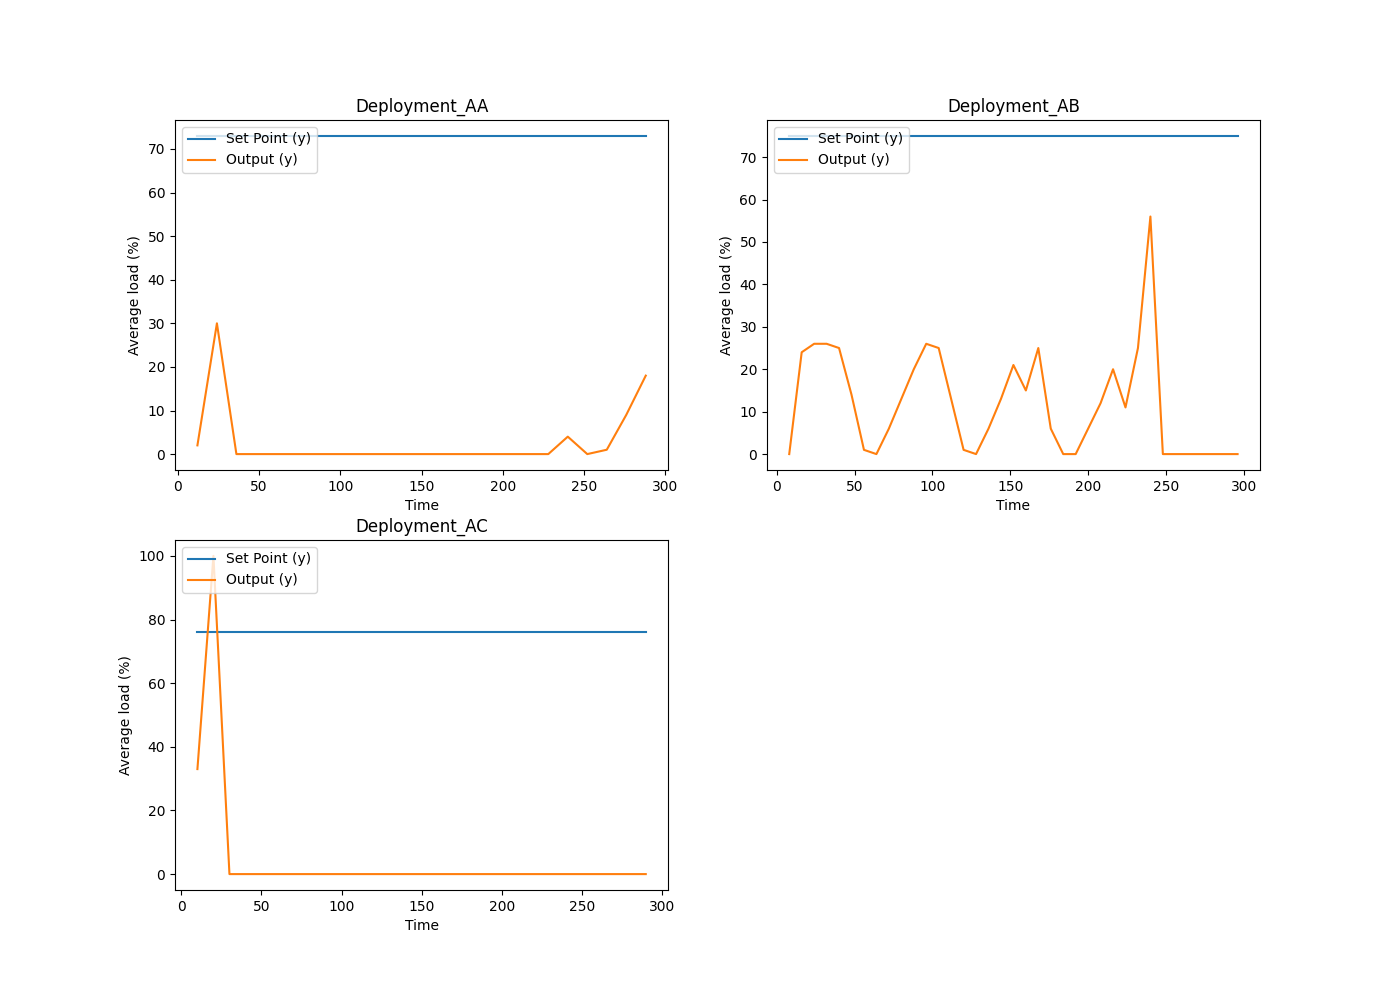 Deployment_AA
Set Point (y)
Output (y)
Average load (%)
70
60
50
40
30
20
10
0
0 50 100 150 200 250 300
Time
Deployment_AB
Set Point (y)
Output (y)
Average load (%)
70
60
50
40
30
20
10
0
0 50 100 150 200 250 300
Time
Deployment_AC
Set Point (y)
Output (y)
Average load (%)
100
80
60
40
20
0
0 50 100 150 200 250 300
Time